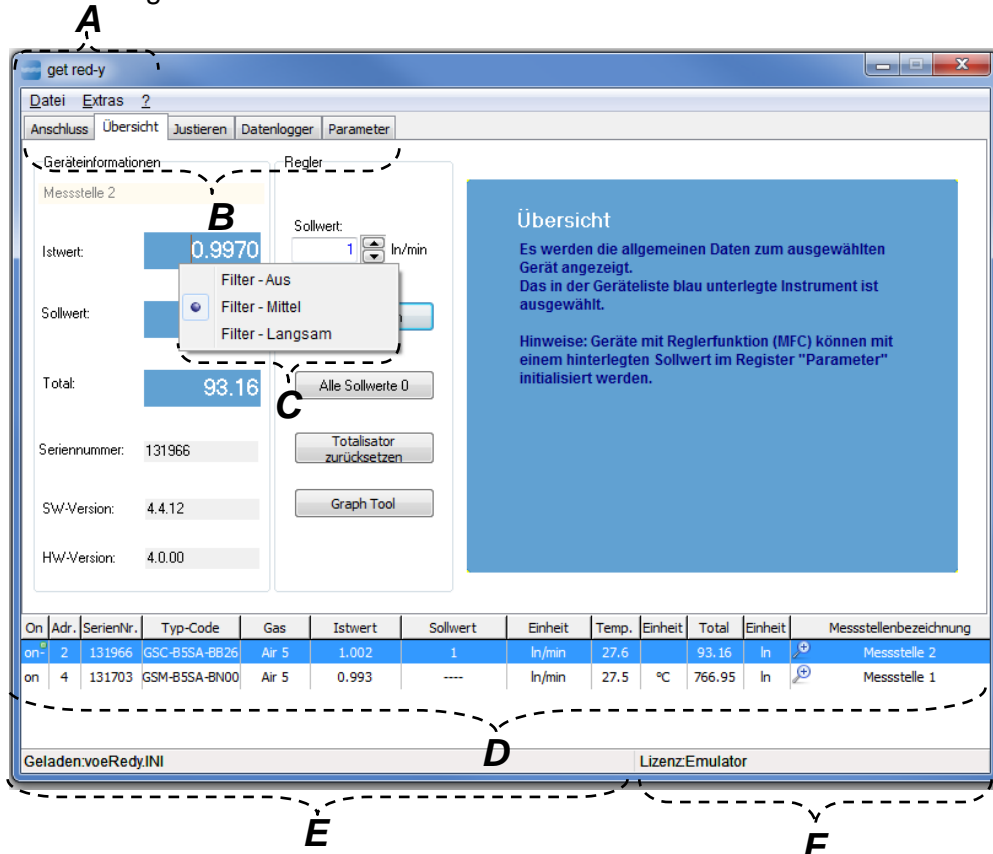 A
get red-y
Datei Extras ?
Anschluss Übersicht Justieren Datenlogger Parameter
Geräteinformationen
Regler
Messstelle 2
B
Istwert: 0.9970
Sollwert:
1 ln/min
Filter - Aus
Filter - Mittel
Filter - Langsam
Sollwert:
C
Total: 93.16
Alle Sollwerte 0
Seriennummer: 131966
Totalisator
zurücksetzen
SW-Version: 4.4.12
Graph Tool
HW-Version: 4.0.00
Übersicht
Es werden die allgemeinen Daten zum ausgewählten
Gerät angezeigt.
Das in der Geräteliste blau unterlegte Instrument ist
ausgewählt.
Hinweise: Geräte mit Reglerfunktion (MFC) können mit
einem hinterlegten Sollwert im Register "Parameter"
initialisiert werden.
On Adr. SerienNr. Typ-Code Gas Istwert Sollwert Einheit Temp. Einheit Total Einheit Messstellenbezeichnung
on- 2 131966 GSC-B5SA-BB26 Air 5 1.002 1 ln/min 27.6 93.16 ln Messstelle 2
on 4 131703 GSM-B5SA-BN00 Air 5 0.993 ---- ln/min 27.5 °C 766.95 ln Messstelle 1
D
Geladen:voeRedy.INI Lizenz:Emulator
E
F